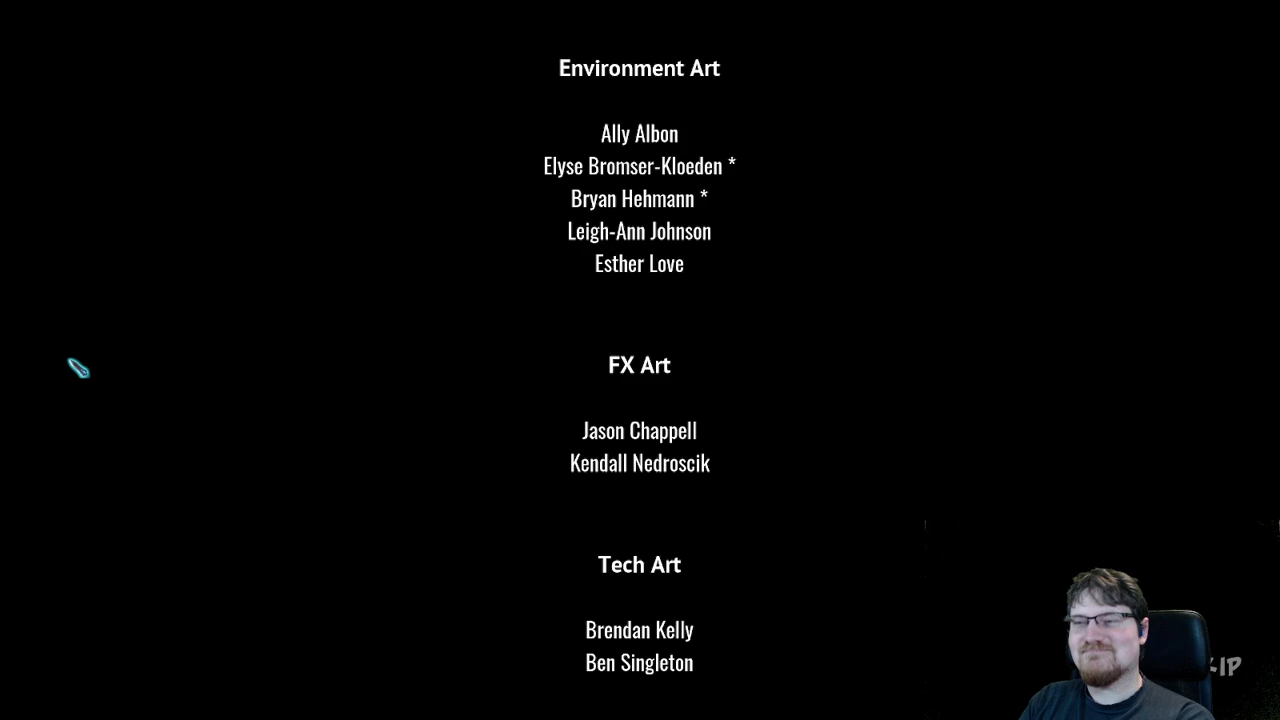 Environment Art
Ally Albon
Elyse Bromser-Kloeden *
Bryan Hehmann *
Leigh-Ann Johnson
Esther Love
FX Art
Jason Chappell
Kendall Nedroscik
Tech Art
Brendan Kelly
Ben Singleton